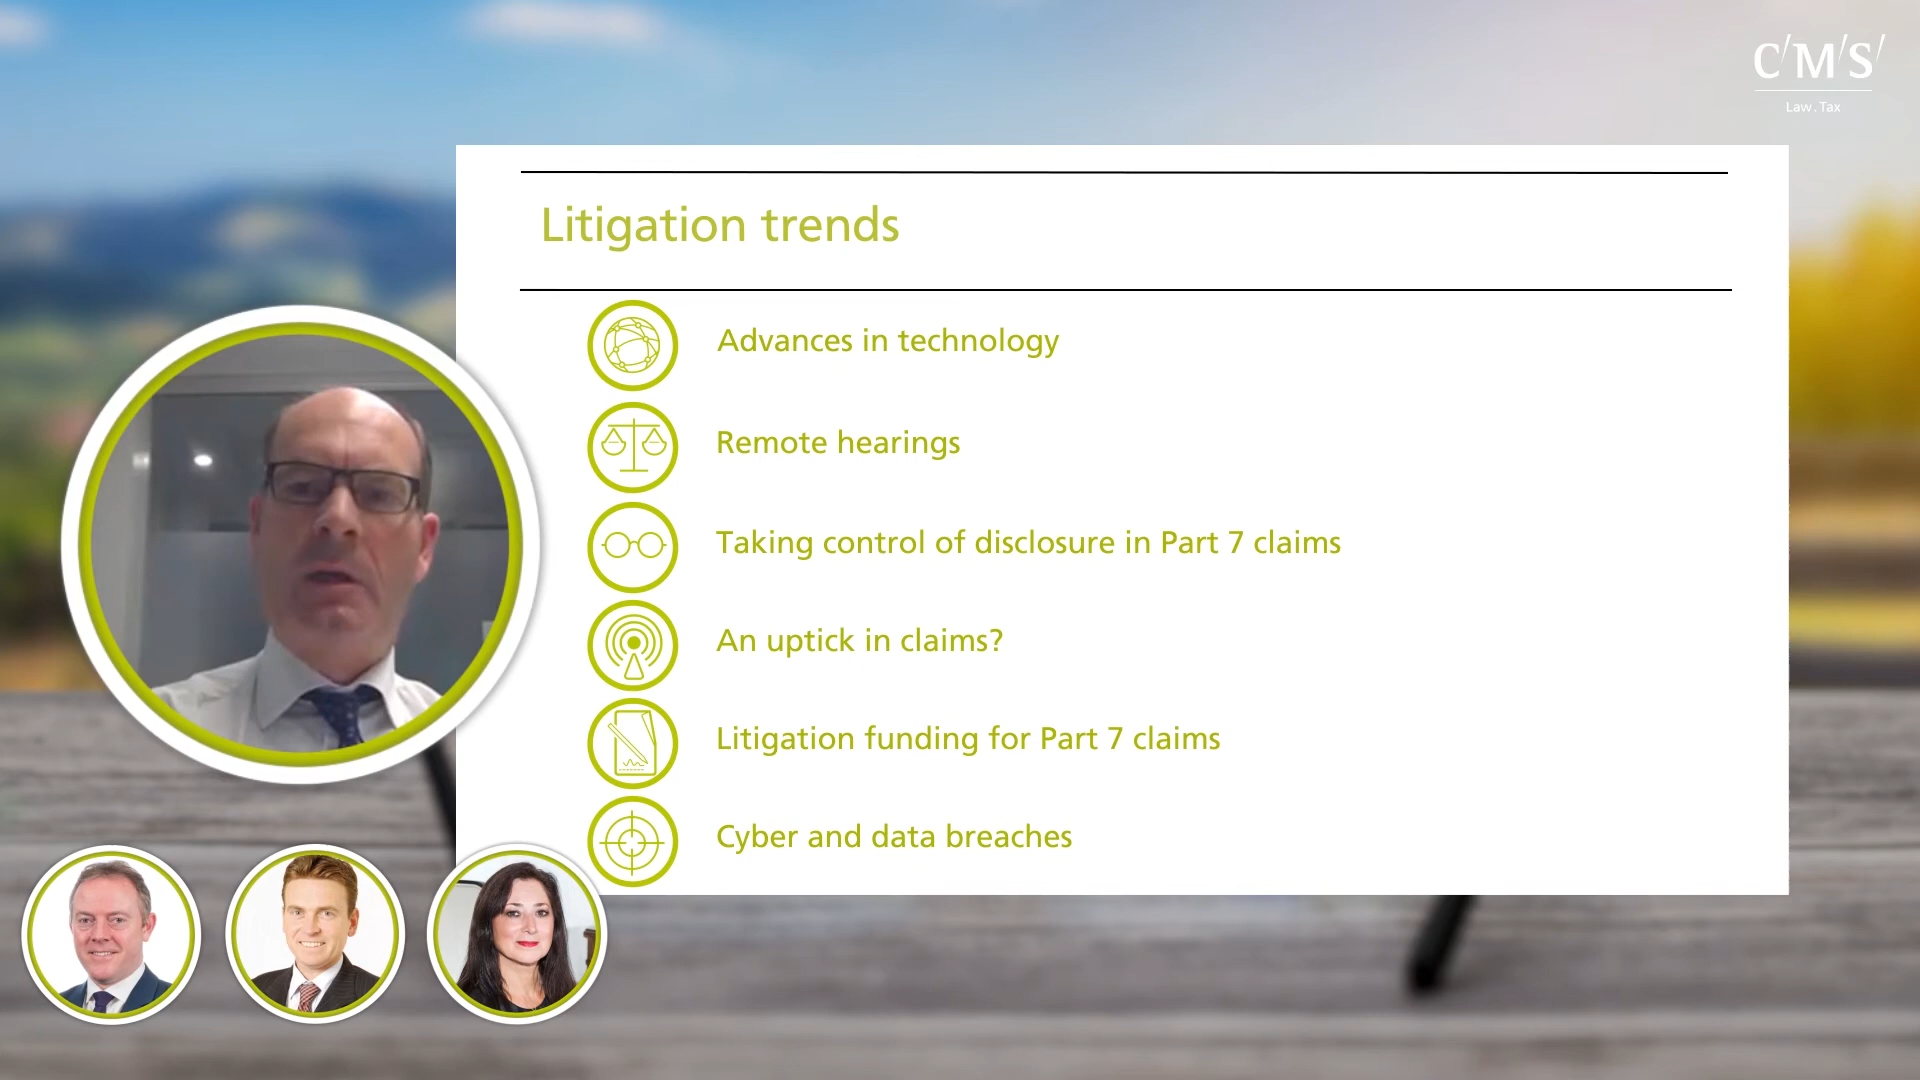 C/M/S/
Law.Tax
Litigation trends
Advances in technology
Remote hearings
Taking control of disclosure in Part 7 claims
An uptick in claims?
Litigation funding for Part 7 claims
Cyber and data breaches